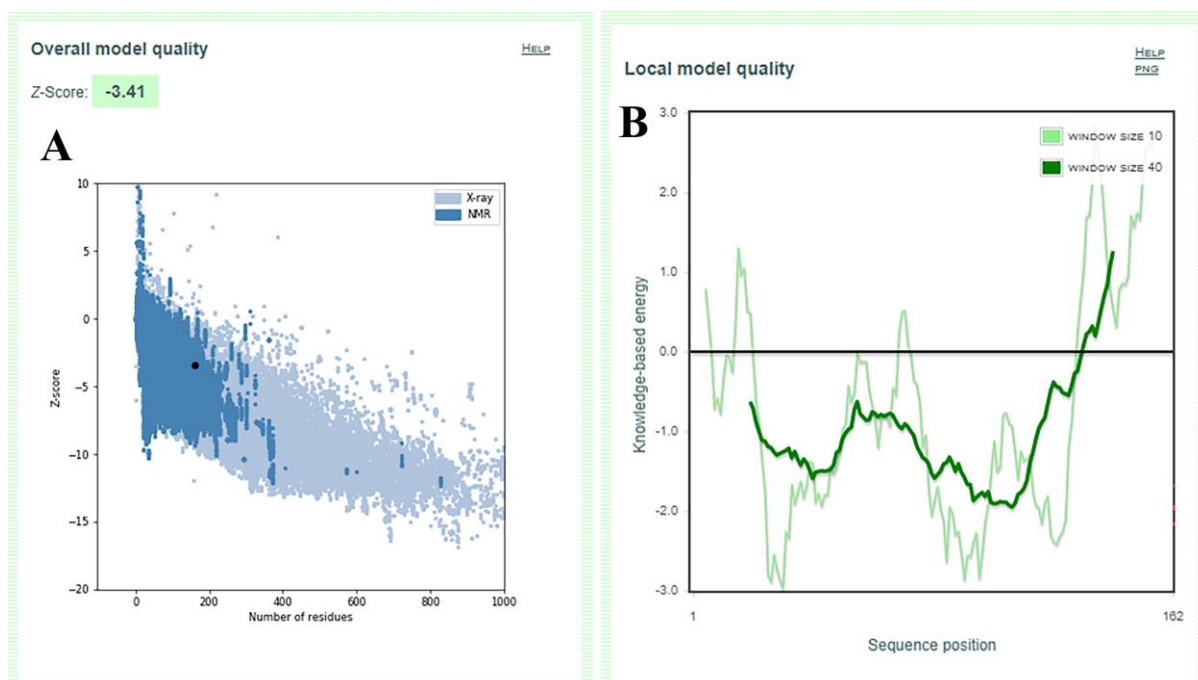 Overall model quality
HELP
Z-Score: -3.41
A
10
5
0
−5
−10
−15
−20
Z-score
X-ray
NMR
0 200 400 600 800 1000
Number of residues
Local model quality
HELP
PNG
B
3.0
2.0
1.0
0.0
-1.0
-2.0
-3.0
Knowledge-based energy
WINDOW SIZE 10
WINDOW SIZE 40
1 162
Sequence position